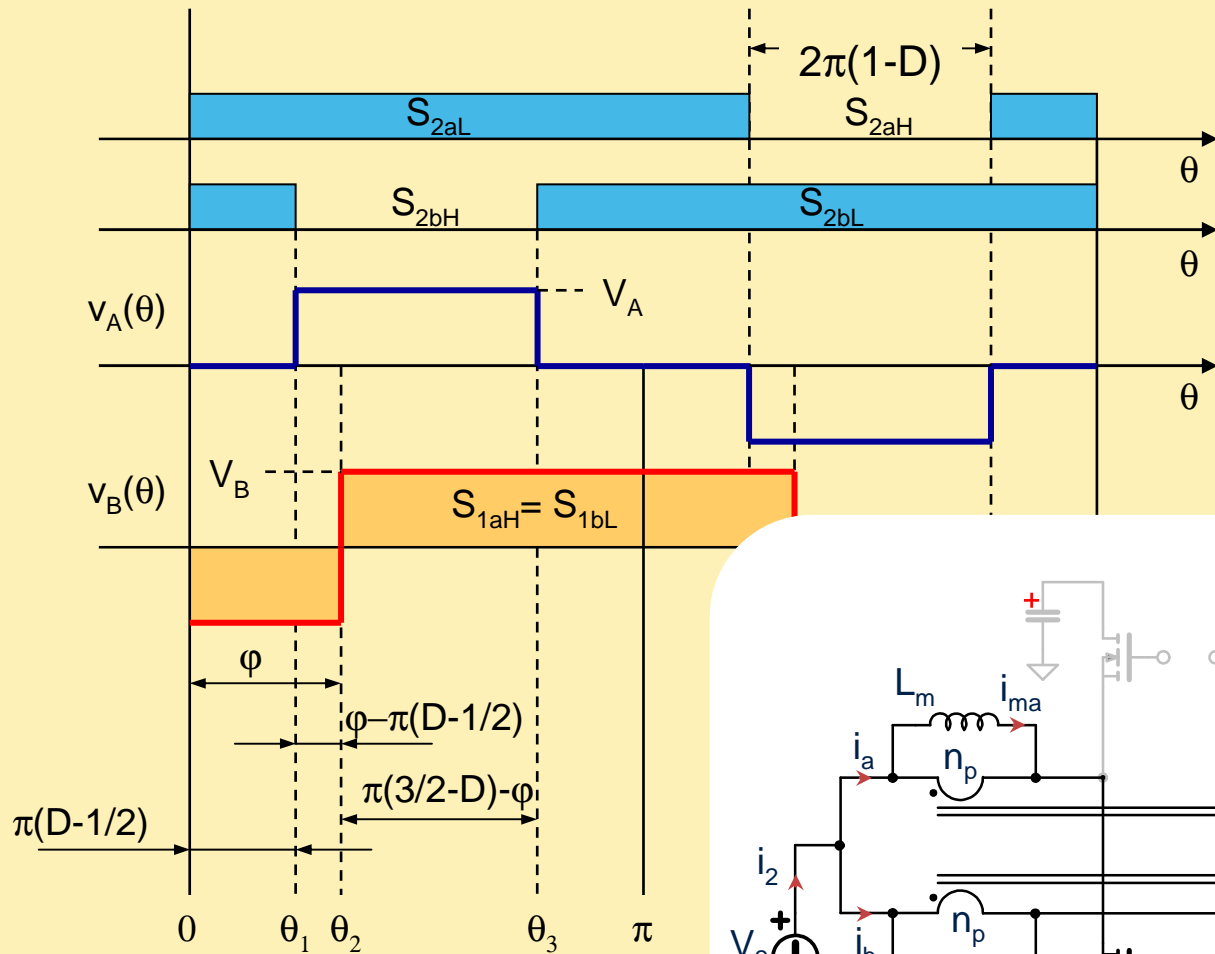 2π(1-D)
S2aL
S2aH
θ
S2bH
S2bL
θ
vA(θ)
VA
θ
vB(θ)
VB
S1aH= S1bL
φ
φ–π(D-1/2)
π(3/2-D)-φ
π(D-1/2)
0 θ1 θ2 θ3 π
+
Lm
ima
ia
np
i2
+
np